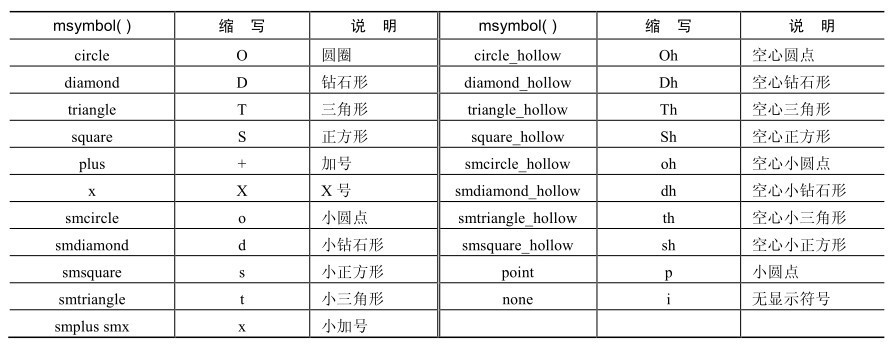 msymbol( ) 缩 写 说 明 msymbol( ) 缩 写 说 明
circle O 圆圈 circle_hollow Oh 空心圆点
diamond D 钻石形 diamond_hollow Dh 空心钻石形
triangle T 三角形 triangle_hollow Th 空心三角形
square S 正方形 square_hollow Sh 空心正方形
plus + 加号 smcircle_hollow oh 空心小圆点
x X X 号 smdiamond_hollow dh 空心小钻石形
smcircle o 小圆点 smtriangle_hollow th 空心小三角形
smdiamond d 小钻石形 smsquare_hollow sh 空心小正方形
smsquare s 小正方形 point p 小圆点
smtriangle t 小三角形 none i 无显示符号
smplus smx x 小加号